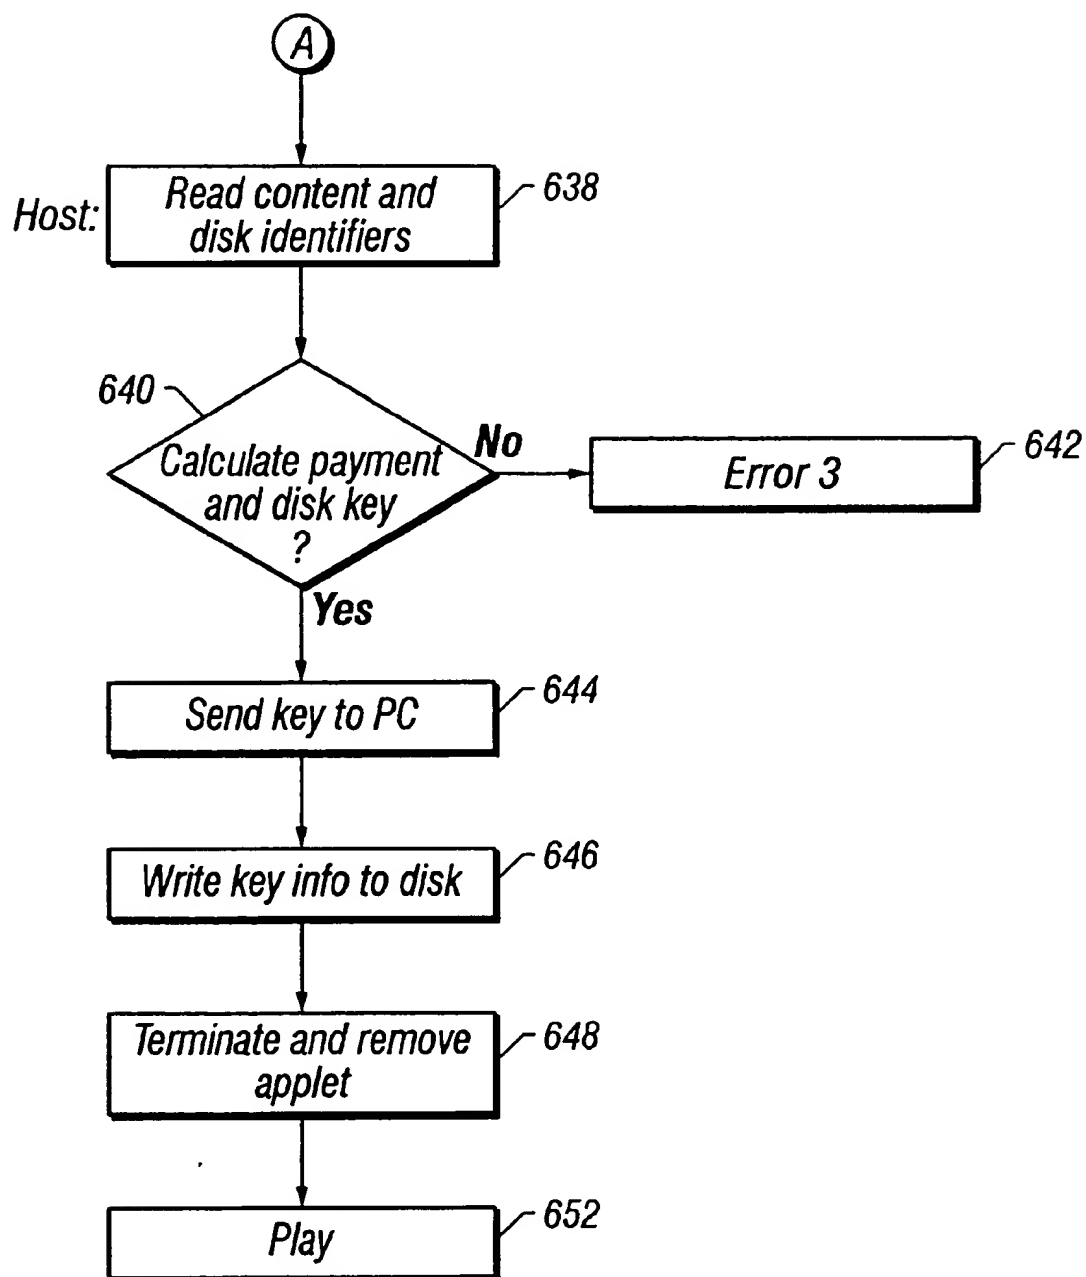 A
Host:
Read content and
disk identifiers
638
640
Calculate payment
and disk key
?
No
Error 3
642
Yes
Send key to PC
644
Write key info to disk
646
Terminate and remove
applet
648
Play
652